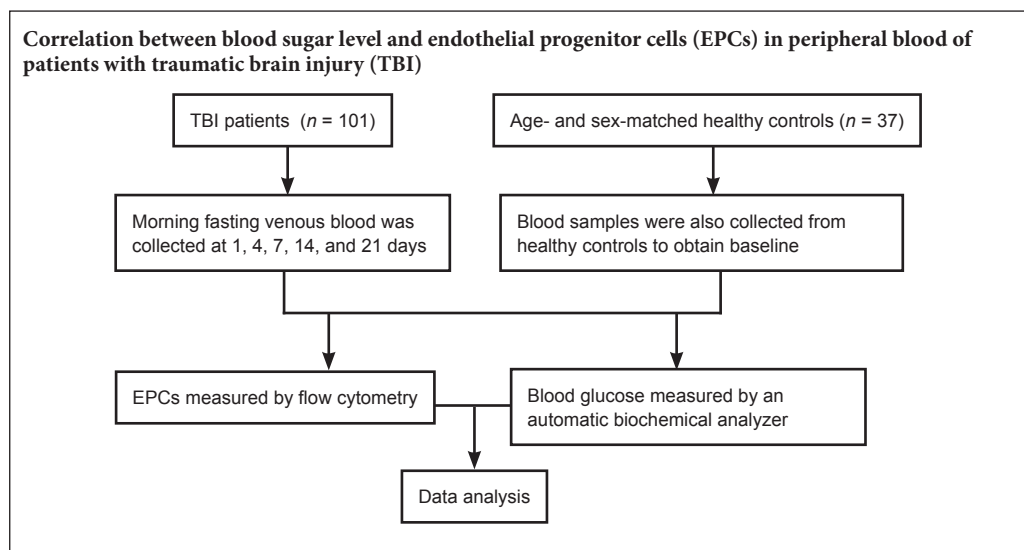 Correlation between blood sugar level and endothelial progenitor cells (EPCs) in peripheral blood of
patients with traumatic brain injury (TBI)
TBI patients (n = 101)
Age- and sex-matched healthy controls (n = 37)
Morning fasting venous blood was
collected at 1, 4, 7, 14, and 21 days
Blood samples were also collected from
healthy controls to obtain baseline
EPCs measured by flow cytometry
Blood glucose measured by an
automatic biochemical analyzer
Data analysis